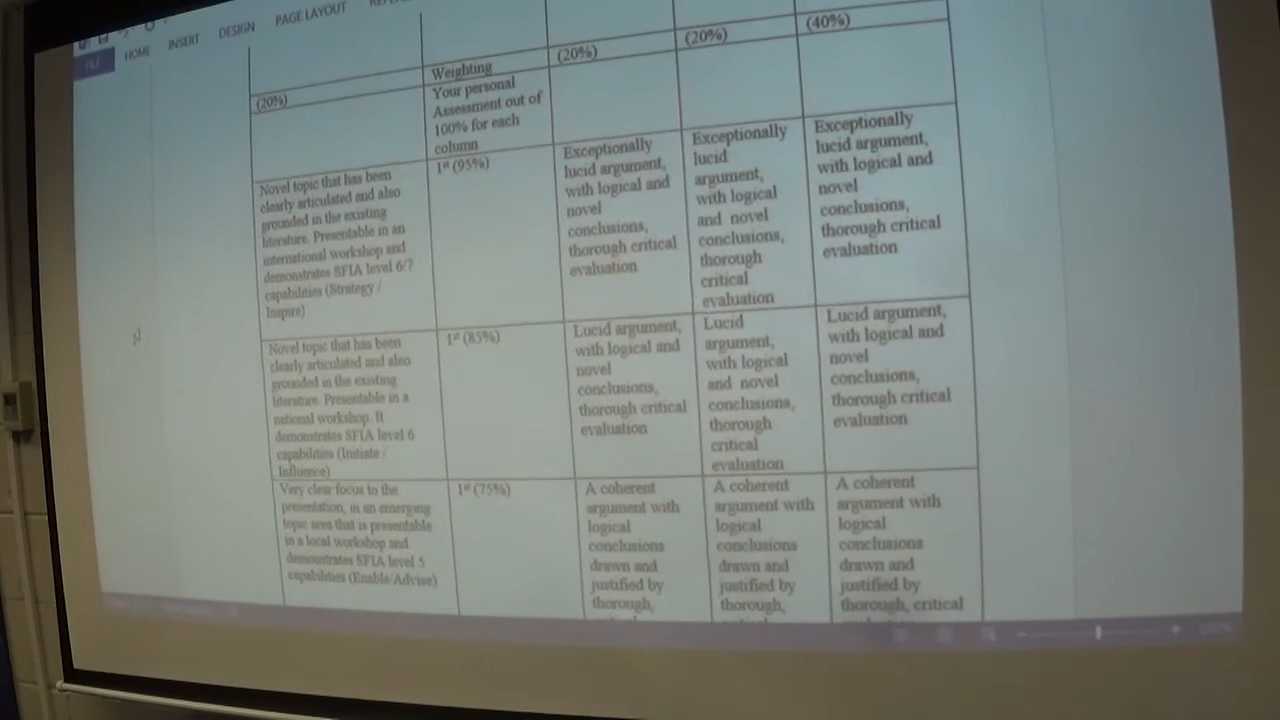 FILE HOME INSERT DESIGN PAGE LAYOUT
(20%)
Weighting
(20%)
(20%)
(40%)
Your personal
Assessment out of
100% for each
column
Novel topic that has been
clearly articulated and also
grounded in the existing
literature. Presentable in an
international workshop and
demonstrates SFIA level 6/7
capabilities (Strategy /
Inspire)
1st (95%)
Exceptionally
lucid argument,
with logical and
novel
conclusions,
thorough critical
evaluation
Exceptionally
lucid
argument,
with logical
and novel
conclusions,
thorough
critical
evaluation
Exceptionally
lucid argument,
with logical and
novel
conclusions,
thorough critical
evaluation
Novel topic that has been
clearly articulated and also
grounded in the existing
literature. Presentable in a
national workshop. It
demonstrates SFIA level 6
capabilities (Initiate /
Influence)
1st (85%)
Lucid argument,
with logical and
novel
conclusions,
thorough critical
evaluation
Lucid
argument,
with logical
and novel
conclusions,
thorough
critical
evaluation
Lucid argument,
with logical and
novel
conclusions,
thorough critical
evaluation
Very clear focus to the
presentation, in an emerging
topic area that is presentable
in a local workshop and
demonstrates SFIA level 5
capabilities (Enable/Advise)
1st (75%)
A coherent
argument with
logical
conclusions
drawn and
justified by
thorough,
A coherent
argument with
logical
conclusions
drawn and
justified by
thorough,
A coherent
argument with
logical
conclusions
drawn and
justified by
thorough, critical